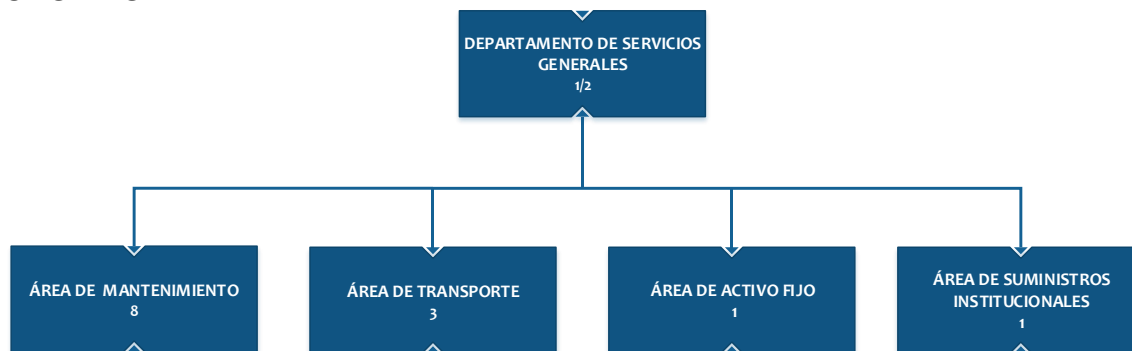 DEPARTAMENTO DE SERVICIOS
GENERALES
1/2
ÁREA DE MANTENIMIENTO
8
ÁREA DE TRANSPORTE
3
ÁREA DE ACTIVO FIJO
1
ÁREA DE SUMINISTROS
INSTITUCIONALES
1